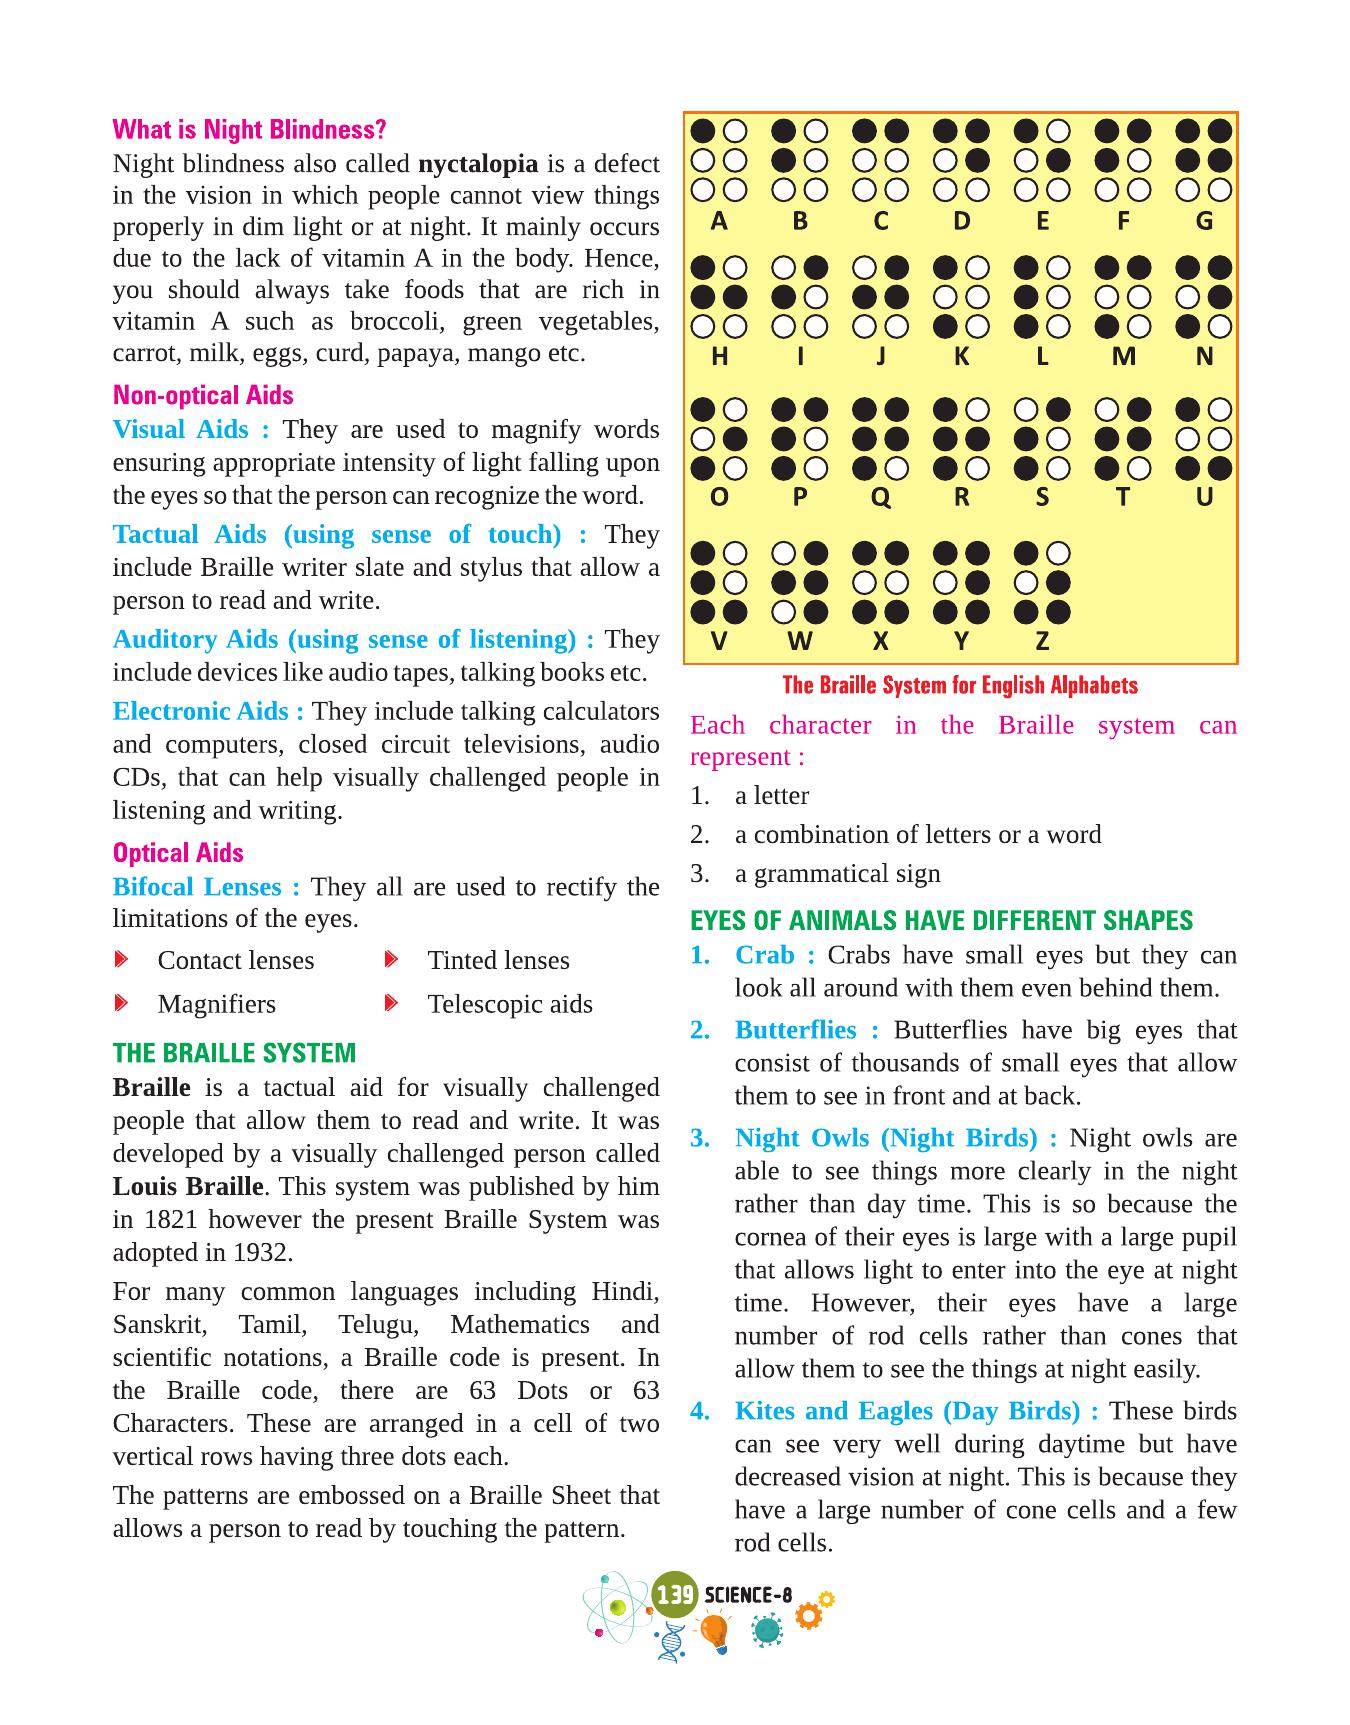 What is Night Blindness?
Night blindness also called nyctalopia is a defect
in the vision in which people cannot view things
properly in dim light or at night. It mainly occurs
due to the lack of vitamin A in the body. Hence,
you should always take foods that are rich in
vitamin A such as broccoli, green vegetables,
carrot, milk, eggs, curd, papaya, mango etc.
Non-optical Aids
Visual Aids : They are used to magnify words
ensuring appropriate intensity of light falling upon
the eyes so that the person can recognize the word.
Tactual Aids (using sense of touch) : They
include Braille writer slate and stylus that allow a
person to read and write.
Auditory Aids (using sense of listening) : They
include devices like audio tapes, talking books etc.
Electronic Aids : They include talking calculators
and computers, closed circuit televisions, audio
CDs, that can help visually challenged people in
listening and writing.
Optical Aids
Bifocal Lenses : They all are used to rectify the
limitations of the eyes.
Contact lenses Tinted lenses
Magnifiers Telescopic aids
THE BRAILLE SYSTEM
Braille is a tactual aid for visually challenged
people that allow them to read and write. It was
developed by a visually challenged person called
Louis Braille. This system was published by him
in 1821 however the present Braille System was
adopted in 1932.
For many common languages including Hindi,
Sanskrit, Tamil, Telugu, Mathematics and
scientific notations, a Braille code is present. In
the Braille code, there are 63 Dots or 63
Characters. These are arranged in a cell of two
vertical rows having three dots each.
The patterns are embossed on a Braille Sheet that
allows a person to read by touching the pattern.
A B C D E F G
H I J K L M N
O P Q R S T U
V W X Y Z
The Braille System for English Alphabets
Each character in the Braille system can
represent :
1. a letter
2. a combination of letters or a word
3. a grammatical sign
EYES OF ANIMALS HAVE DIFFERENT SHAPES
1. Crab : Crabs have small eyes but they can
look all around with them even behind them.
2. Butterflies : Butterflies have big eyes that
consist of thousands of small eyes that allow
them to see in front and at back.
3. Night Owls (Night Birds) : Night owls are
able to see things more clearly in the night
rather than day time. This is so because the
cornea of their eyes is large with a large pupil
that allows light to enter into the eye at night
time. However, their eyes have a large
number of rod cells rather than cones that
allow them to see the things at night easily.
4. Kites and Eagles (Day Birds) : These birds
can see very well during daytime but have
decreased vision at night. This is because they
have a large number of cone cells and a few
rod cells.
139 SCIENCE-8